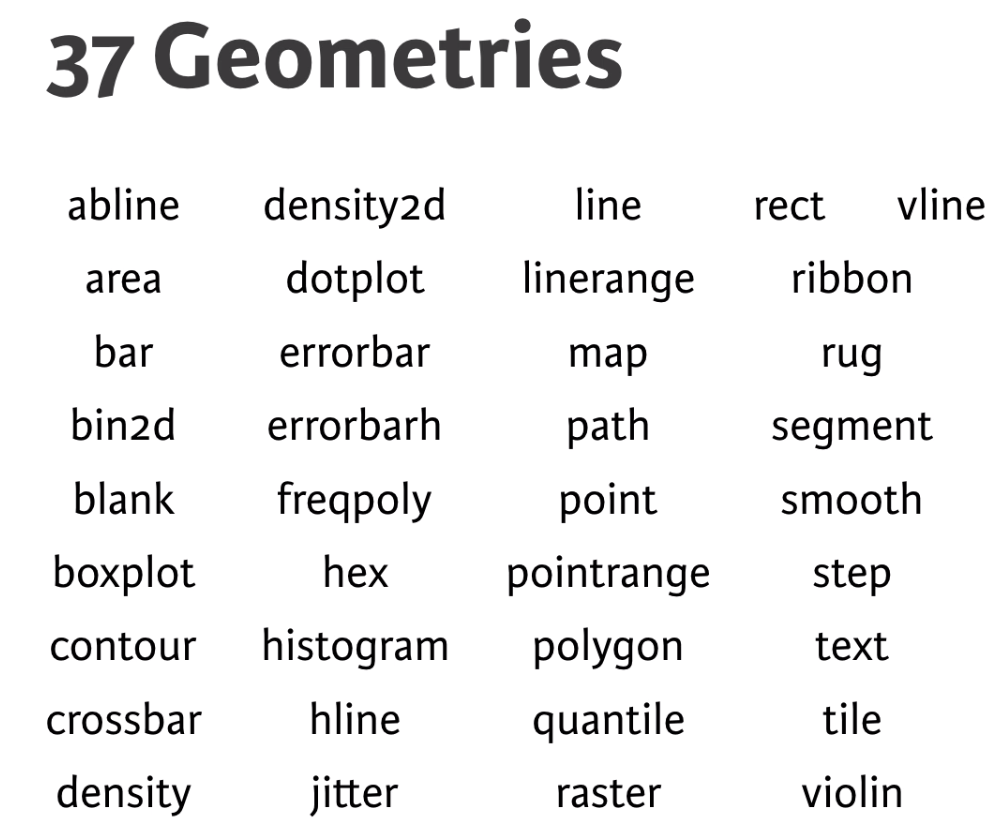 37 Geometries
abline density2d line rect vline
area dotplot linerange ribbon
bar errorbar map rug
bin2d errorbarh path segment
blank freqpoly point smooth
boxplot hex pointrange step
contour histogram polygon text
crossbar hline quantile tile
density jitter raster violin